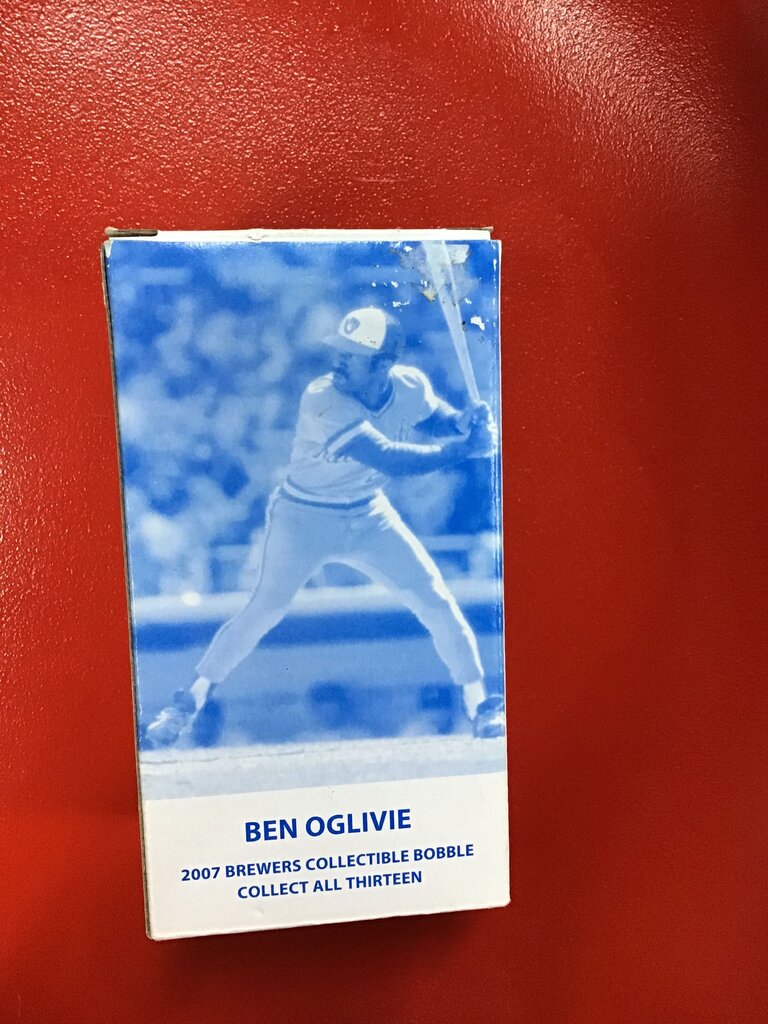 BEN OGLIVIE
2007 BREWERS COLLECTIBLE BOBBLE
COLLECT ALL THIRTEEN